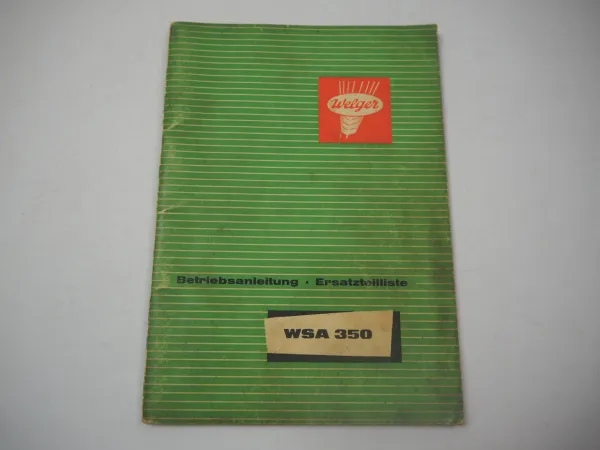 Welger
Betriebsanleitung · Ersatzteilliste
WSA 350